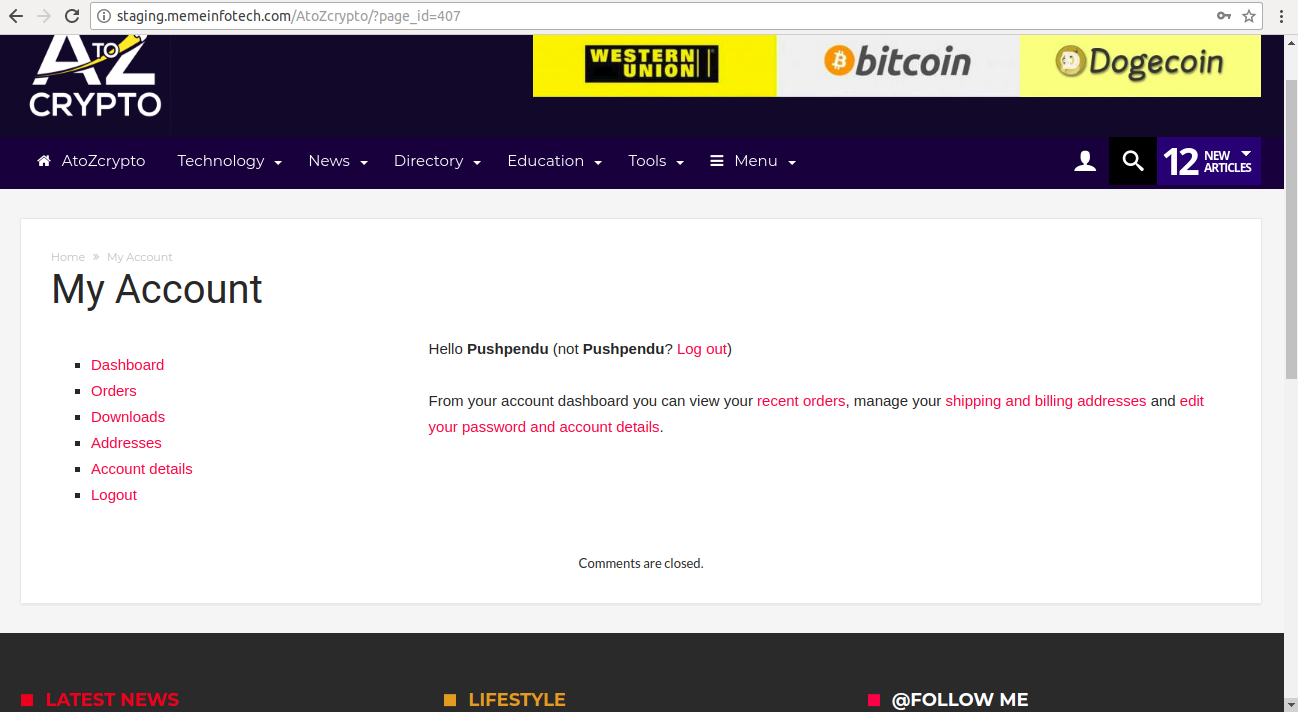 staging.memeinfotech.com/AtoZcrypto/?page_id=407
A TO Z
CRYPTO
WESTERN
UNION
bitcoin
Dogecoin
AtoZcrypto Technology News Directory Education Tools Menu
12 NEW
ARTICLES
Home » My Account
My Account
Dashboard
Orders
Downloads
Addresses
Account details
Logout
Hello Pushpendu (not Pushpendu? Log out)
From your account dashboard you can view your recent orders, manage your shipping and billing addresses and edit
your password and account details.
Comments are closed.
LATEST NEWS
LIFESTYLE
@FOLLOW ME